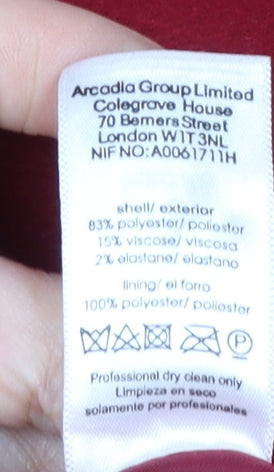 Arcadia Group Limited
Colegrave House
70 Berners Street
London W1T 3NL
NIF NO: A0061711H
shell/ exterior
83% polyester/ poliester
15% viscose/ viscosa
2% elastane/ elastano
lining/ el forro
100% polyester/ poliester
P
Professional dry clean only
Limpieza en seco
solamente por profesionales